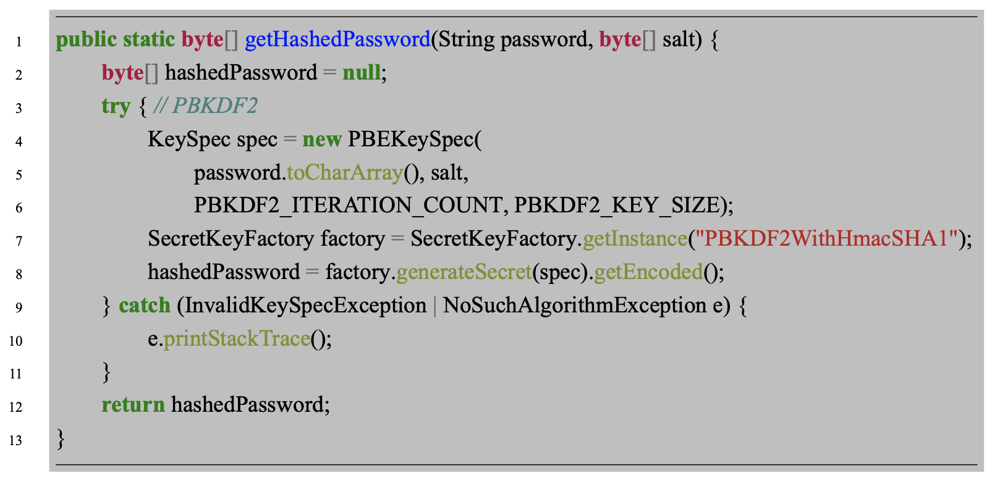 1 public static byte[] getHashedPassword(String password, byte[] salt) {
2 byte[] hashedPassword = null;
3 try { // PBKDF2
4 KeySpec spec = new PBEKeySpec(
5 password.toCharArray(), salt,
6 PBKDF2_ITERATION_COUNT, PBKDF2_KEY_SIZE);
7 SecretKeyFactory factory = SecretKeyFactory.getInstance("PBKDF2WithHmacSHA1");
8 hashedPassword = factory.generateSecret(spec).getEncoded();
9 } catch (InvalidKeySpecException | NoSuchAlgorithmException e) {
10 e.printStackTrace();
11 }
12 return hashedPassword;
13 }